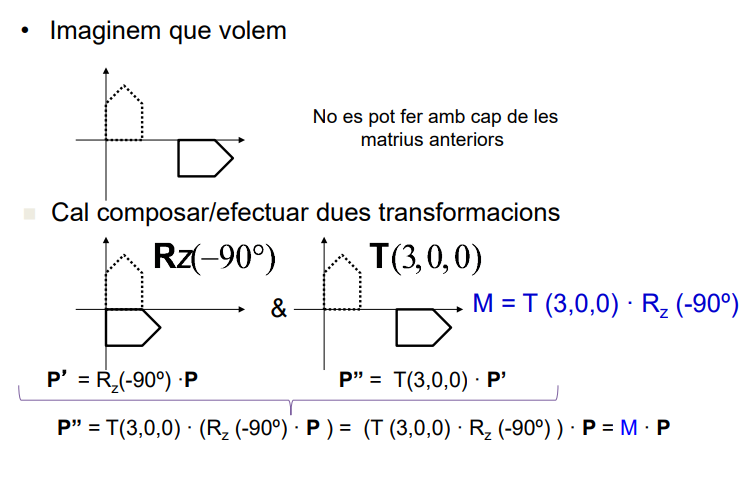 • Imaginem que volem
No es pot fer amb cap de les
matrius anteriors
Cal composar/efectuar dues transformacions
Rz(–90°)
T(3,0,0)
& M = T (3,0,0) · Rz (-90º)
P’ = Rz(-90º) ·P
P” = T(3,0,0) · P’
P” = T(3,0,0) · (Rz (-90º) · P ) = (T (3,0,0) · Rz (-90º) ) · P = M · P